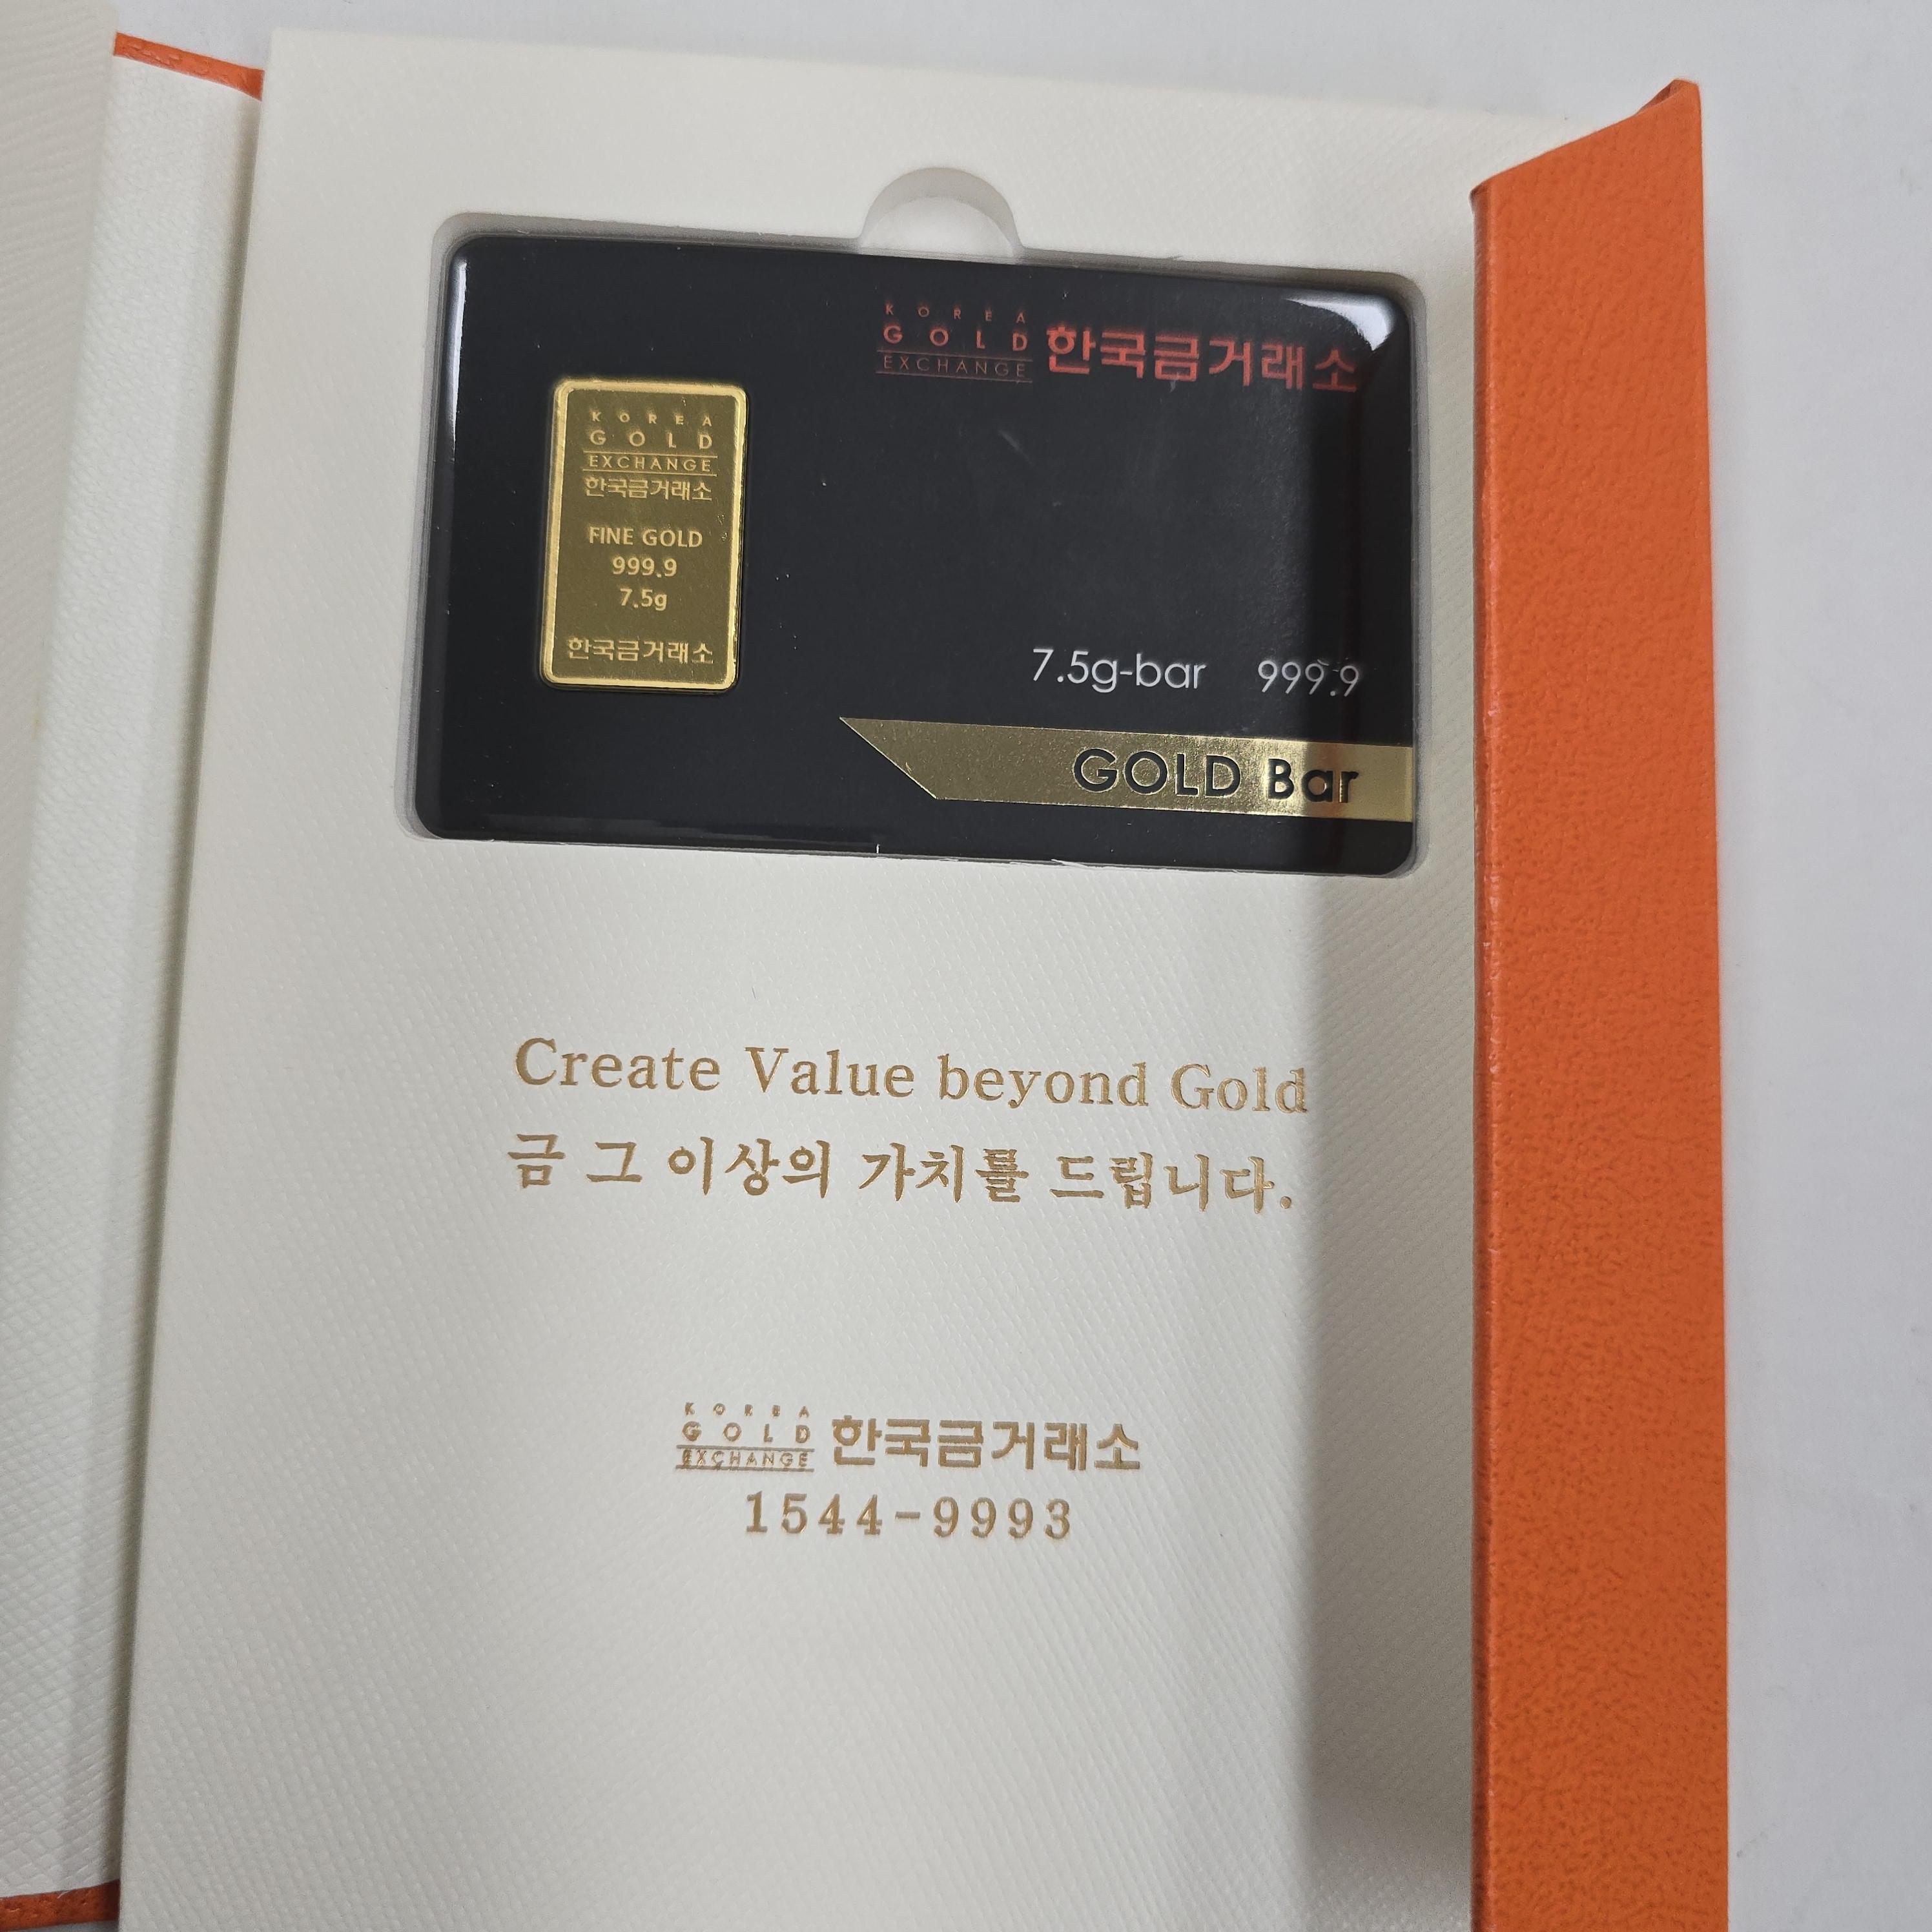 KOREA
GOLD
EXCHANGE
한국금거래소
KOREA
GOLD
EXCHANGE
한국금거래소
FINE GOLD
999.9
7.5g
한국금거래소
7.5g-bar 999.9
GOLD Bar
Create Value beyond Gold
금 그 이상의 가치를 드립니다.
KOREA
GOLD
EXCHANGE
한국금거래소
1544-9993